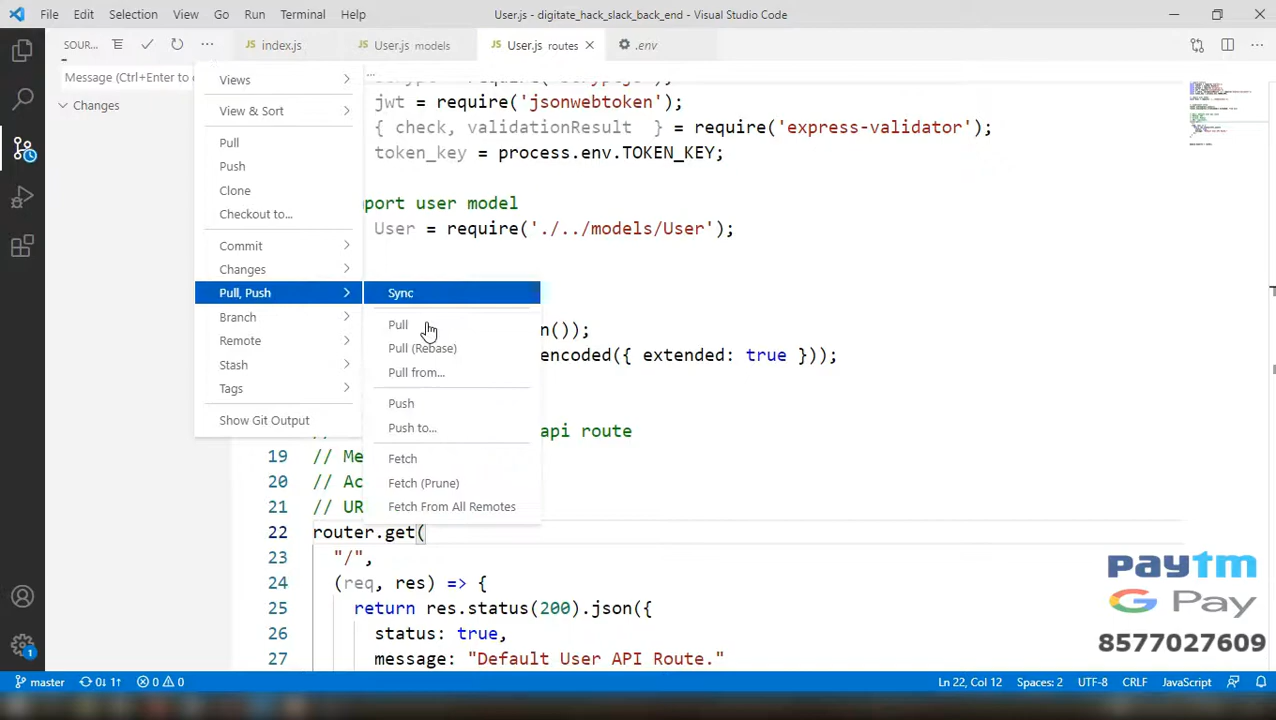 File Edit Selection View Go Run Terminal Help
User.js - digitate_hack_slack_back_end - Visual Studio Code
SOUR...
index.js
User.js models
User.js routes
.env
Message (Ctrl+Enter to c
Changes
Views
View & Sort
Pull
Push
Clone
Checkout to...
Commit
Changes
Pull, Push
Branch
Remote
Stash
Tags
Show Git Output
Sync
Pull
Pull (Rebase)
Pull from...
Push
Push to...
Fetch
Fetch (Prune)
Fetch From All Remotes
...
jwt = require('jsonwebtoken');
{ check, validationResult } = require('express-validator');
token_key = process.env.TOKEN_KEY;
port user model
User = require('./../models/User');
n());
encoded({ extended: true }));
api route
19 // Me
20 // Ac
21 // UR
22 router.get(
23 "/",
24 (req, res) => {
25 return res.status(200).json({
26 status: true,
27 message: "Default User API Route."
paytm
G Pay
8577027609
master 0↓ 1↑ 0 0
Ln 22, Col 12 Spaces: 2 UTF-8 CRLF JavaScript
1